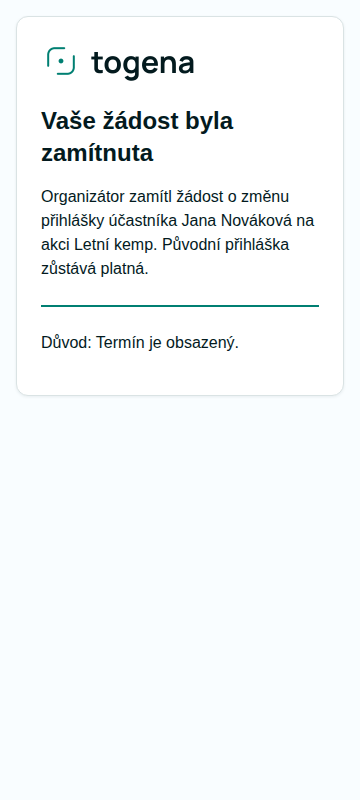 togena
Vaše žádost byla
zamítnuta
Organizátor zamítl žádost o změnu
přihlášky účastníka Jana Nováková na
akci Letní kemp. Původní přihláška
zůstává platná.
Důvod: Termín je obsazený.